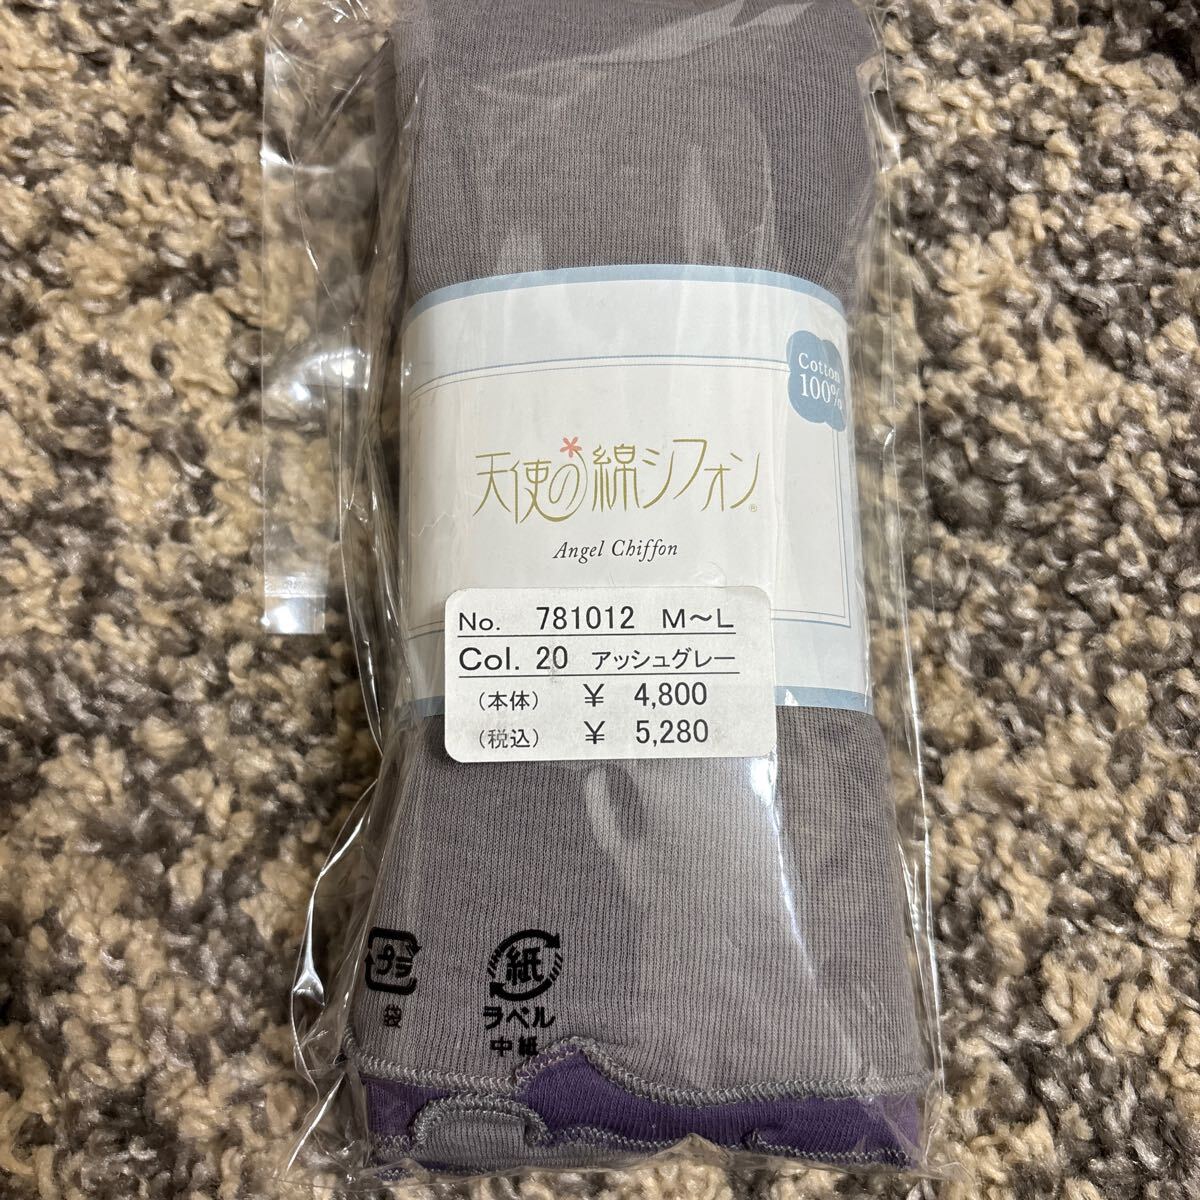 Cotton
100%
天使の綿シフォン®
Angel Chiffon
No. 781012 M～L
Col. 20 アッシュグレー
(本体) ¥ 4,800
(税込) ¥ 5,280
プラ
袋
紙
ラベル
中紙